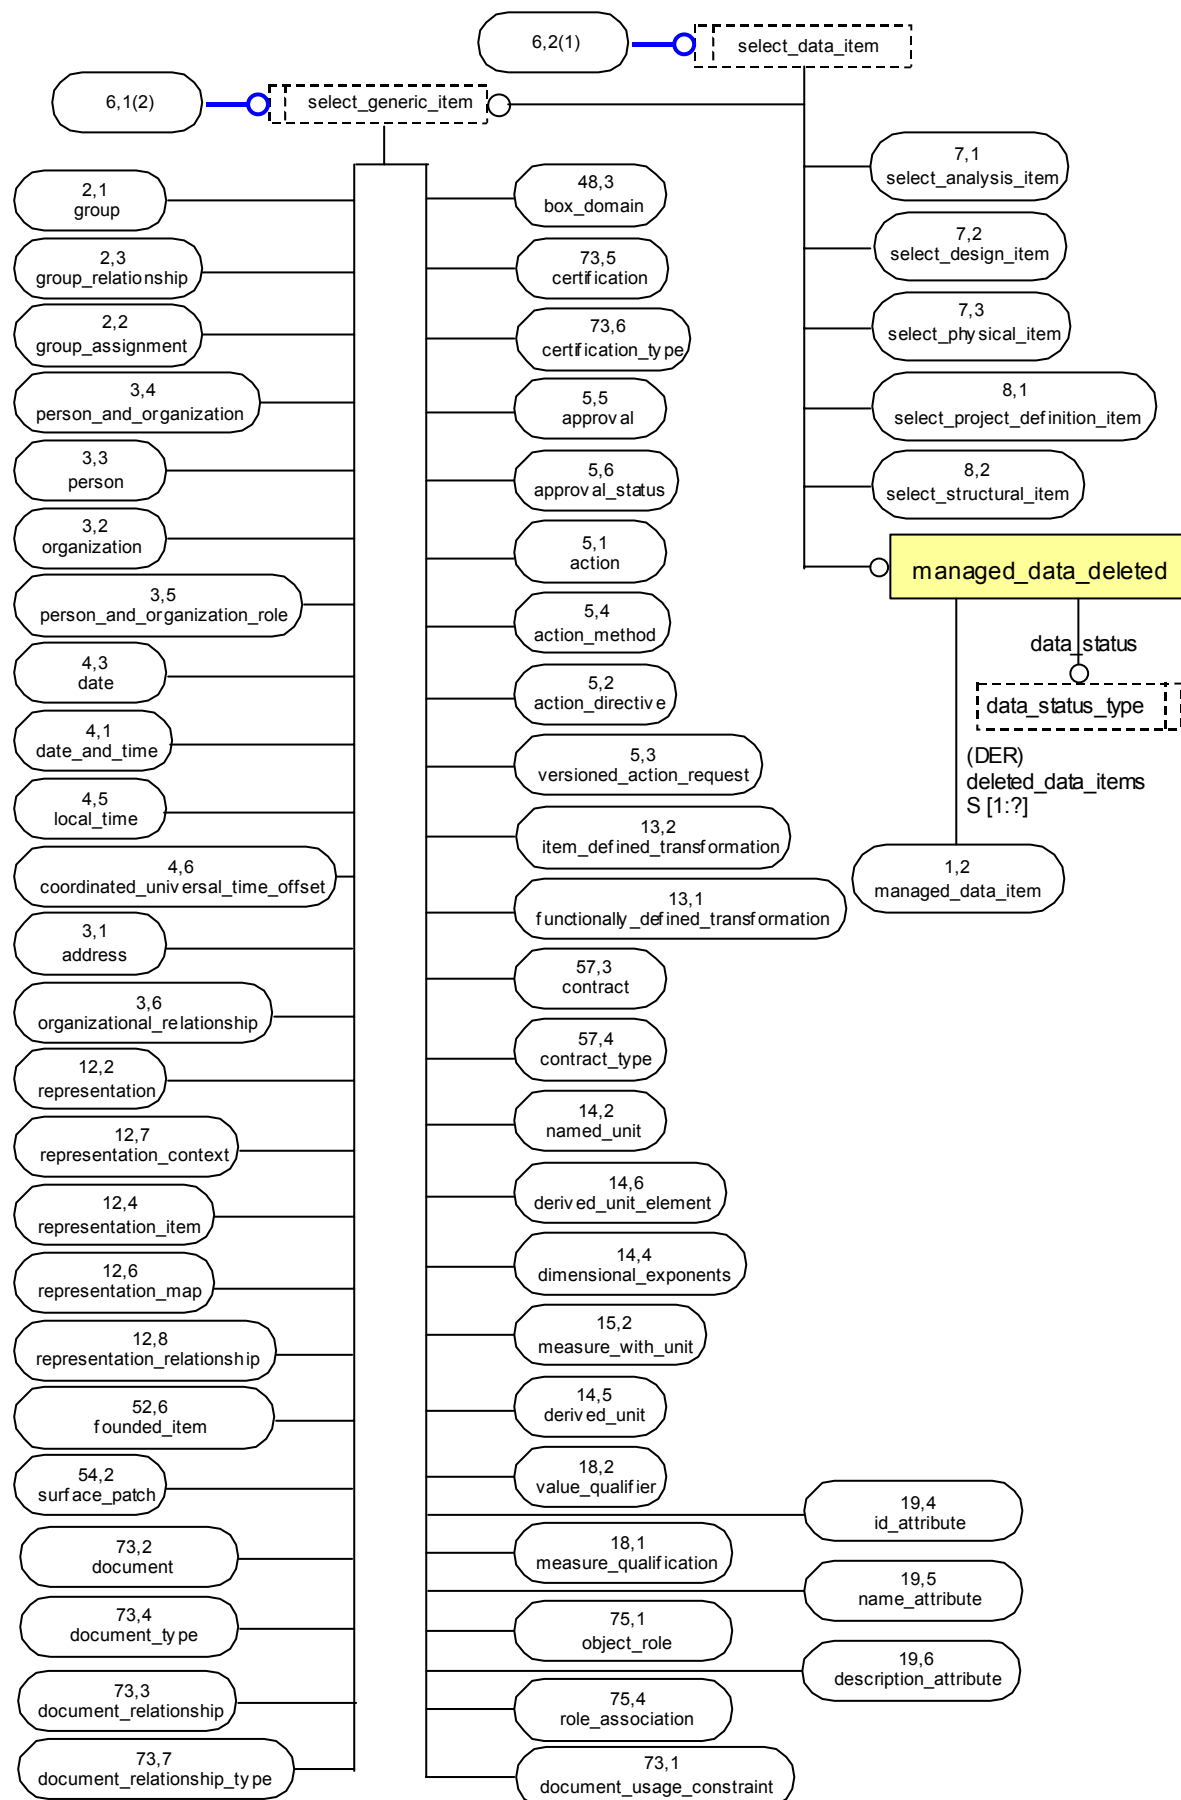 6,2(1)
select_data_item
6,1(2)
select_generic_item
2,1
group
2,3
group_relationship
2,2
group_assignment
3,4
person_and_organization
3,3
person
3,2
organization
3,5
person_and_organization_role
4,3
date
4,1
date_and_time
4,5
local_time
4,6
coordinated_universal_time_offset
3,1
address
3,6
organizational_relationship
12,2
representation
12,7
representation_context
12,4
representation_item
12,6
representation_map
12,8
representation_relationship
52,6
founded_item
54,2
surface_patch
73,2
document
73,4
document_type
73,3
document_relationship
73,7
document_relationship_type
48,3
box_domain
73,5
certification
73,6
certification_type
5,5
approval
5,6
approval_status
5,1
action
5,4
action_method
5,2
action_directive
5,3
versioned_action_request
13,2
item_defined_transformation
13,1
functionally_defined_transformation
57,3
contract
57,4
contract_type
14,2
named_unit
14,6
derived_unit_element
14,4
dimensional_exponents
15,2
measure_with_unit
14,5
derived_unit
18,2
value_qualifier
18,1
measure_qualification
75,1
object_role
75,4
role_association
73,1
document_usage_constraint
7,1
select_analysis_item
7,2
select_design_item
7,3
select_physical_item
8,1
select_project_definition_item
8,2
select_structural_item
managed_data_deleted
data_status
data_status_type
(DER)
deleted_data_items
S [1:?]
1,2
managed_data_item
19,4
id_attribute
19,5
name_attribute
19,6
description_attribute